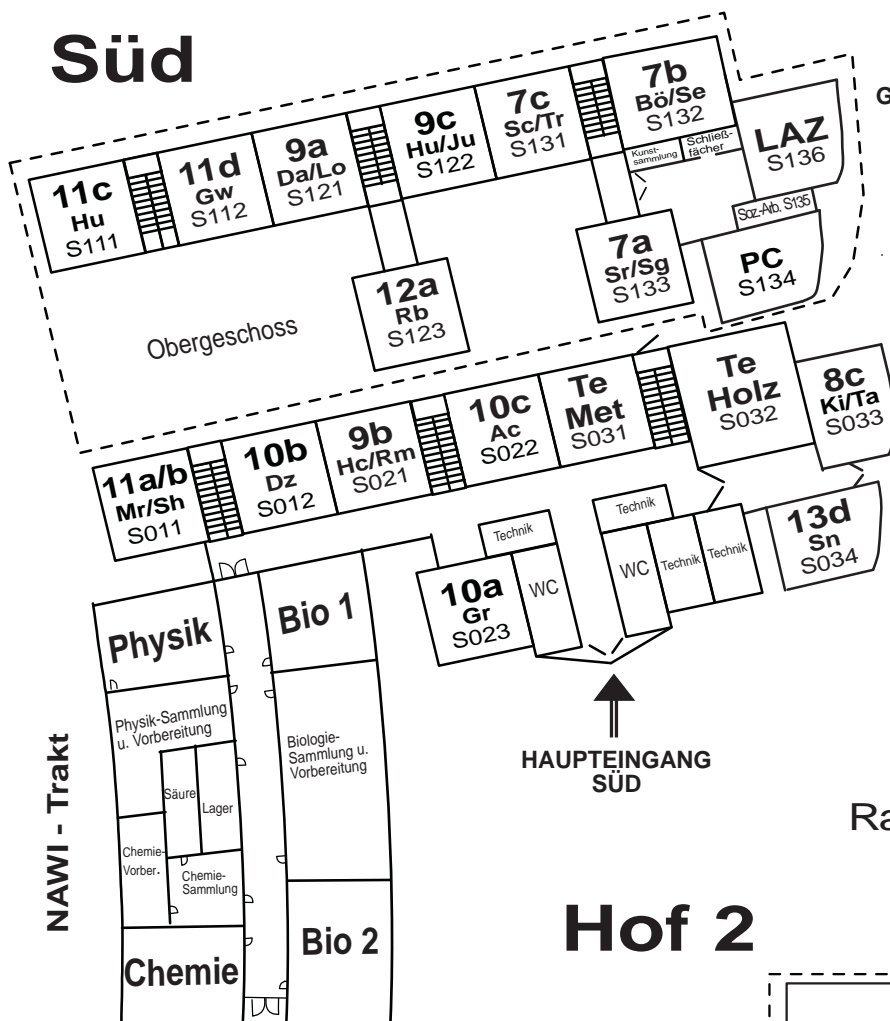 Süd
7b
Bö/Se
S132
7c
Sc/Tr
S131
9c
Hu/Ju
S122
9a
Da/Lo
S121
11d
Gw
S112
11c
Hu
S111
Kunst-
sammlung
Schließ-
fächer
LAZ
S136
Soz-Arb. S135
PC
S134
7a
Sr/Sg
S133
12a
Rb
S123
Obergeschoss
G
11a/b
Mr/Sh
S011
10b
Dz
S012
9b
Hc/Rm
S021
10c
Ac
S022
Te
Met
S031
Te
Holz
S032
8c
Ki/Ta
S033
13d
Sn
S034
Technik
Technik
WC
WC
Technik
Technik
10a
Gr
S023
Physik
Bio 1
Physik-Sammlung
u. Vorbereitung
Biologie-
Sammlung u.
Vorbereitung
Säure
Lager
Chemie-
Vorber.
Chemie-
Sammlung
Chemie
Bio 2
NAWI - Trakt
HAUPTEINGANG
SÜD
Ra
Hof 2